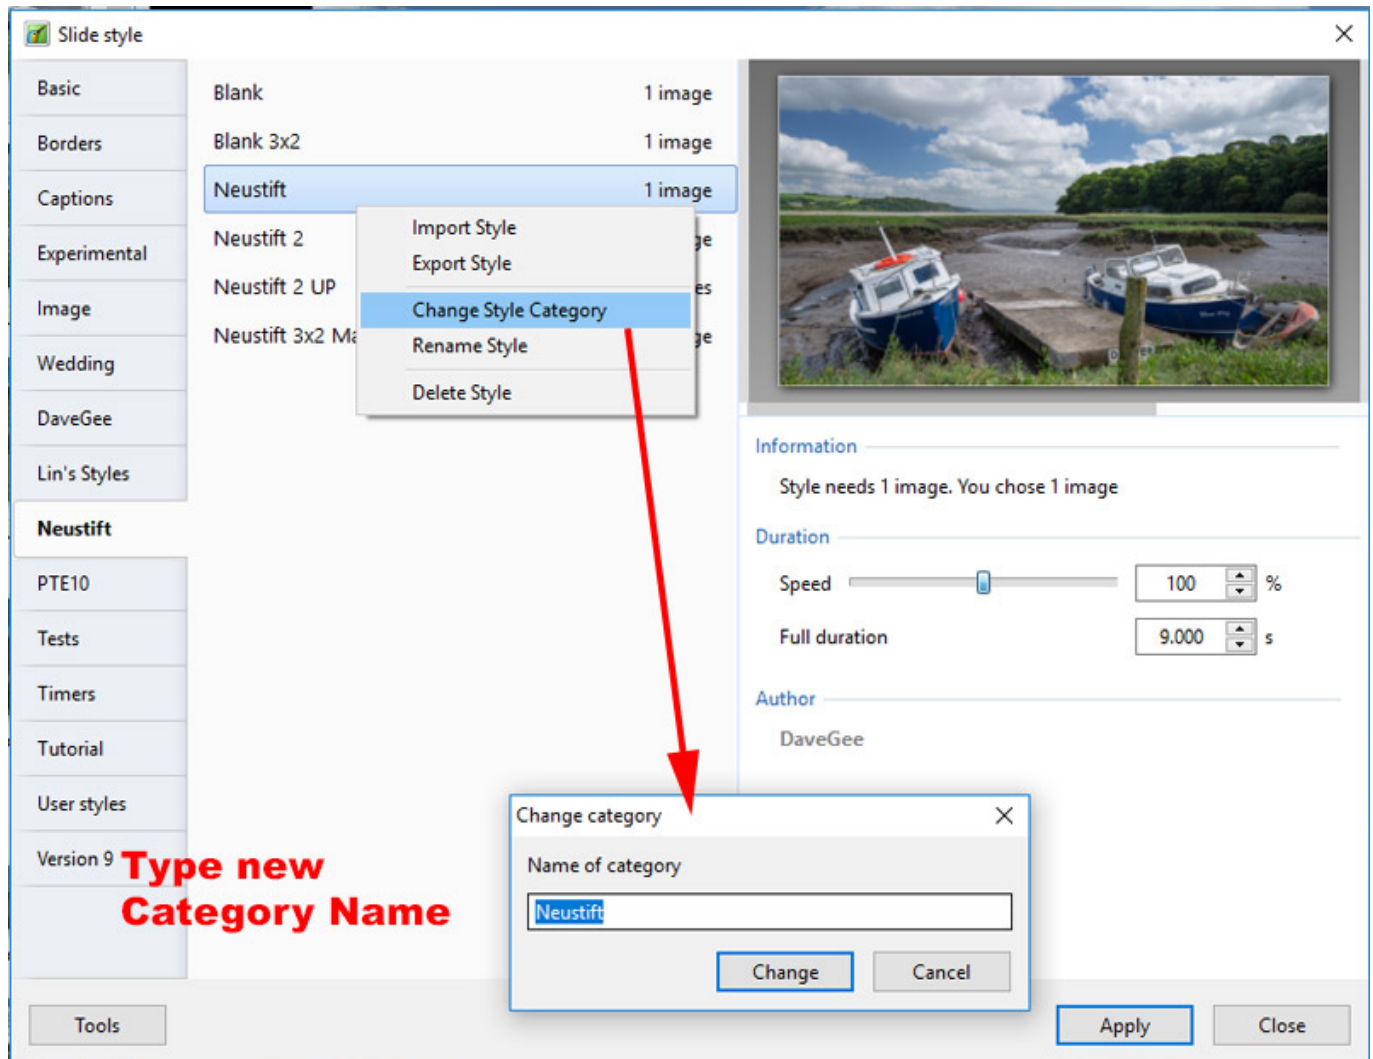 Slide style
Basic
Borders
Captions
Experimental
Image
Wedding
DaveGee
Lin's Styles
Neustift
PTE10
Tests
Timers
Tutorial
User styles
Version 9
Blank 1 image
Blank 3x2 1 image
Neustift 1 image
Neustift 2 ge
Neustift 2 UP es
Neustift 3x2 Ma ge
Import Style
Export Style
Change Style Category
Rename Style
Delete Style
Information
Style needs 1 image. You chose 1 image
Duration
Speed 100 %
Full duration 9.000 s
Author
DaveGee
Type new
Category Name
Change category
Name of category
Neustift
Change Cancel
Tools
Apply Close